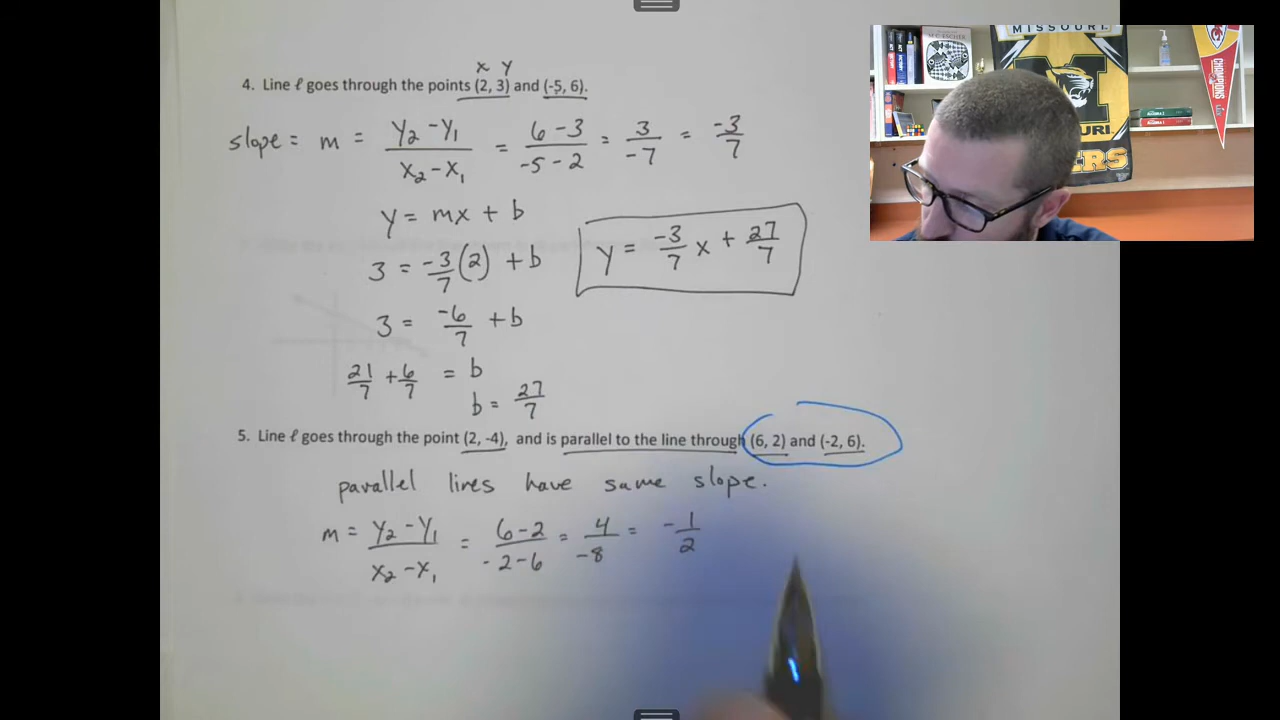 MISSOURI
M.C. ESCHER
CHAMPIONS
x y
4. Line ℓ goes through the points (2, 3) and (-5, 6).
slope = m = y₂ - y₁ / x₂ - x₁ = 6 - 3 / -5 - 2 = 3 / -7 = -3 / 7
y = mx + b
3 = -3/7 (2) + b
y = -3/7 x + 27/7
3 = -6/7 + b
21/7 + 6/7 = b
b = 27/7
5. Line ℓ goes through the point (2, -4), and is parallel to the line through (6, 2) and (-2, 6).
parallel lines have same slope.
m = y₂ - y₁ / x₂ - x₁ = 6 - 2 / -2 - 6 = 4 / -8 = - 1/2